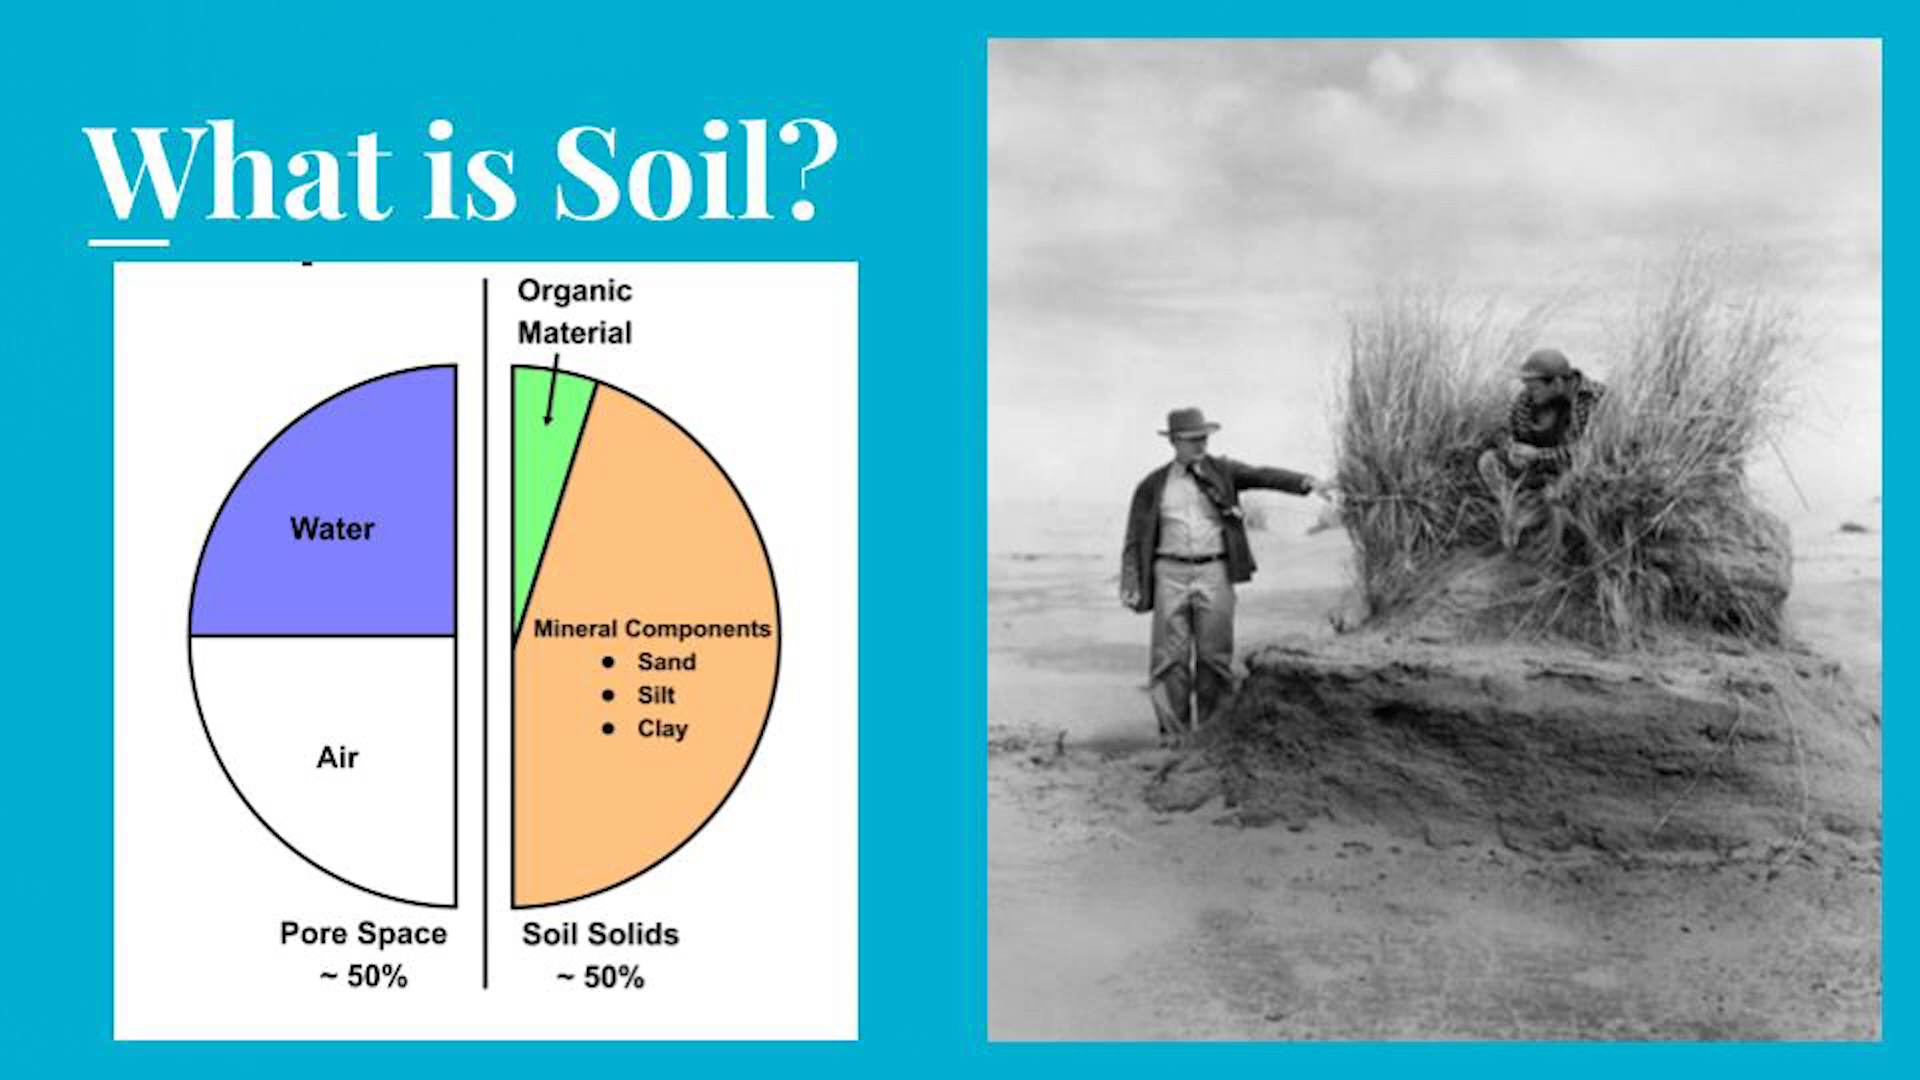 What is Soil?
Organic
Material
Water
Air
Mineral Components
● Sand
● Silt
● Clay
Pore Space
~ 50%
Soil Solids
~ 50%